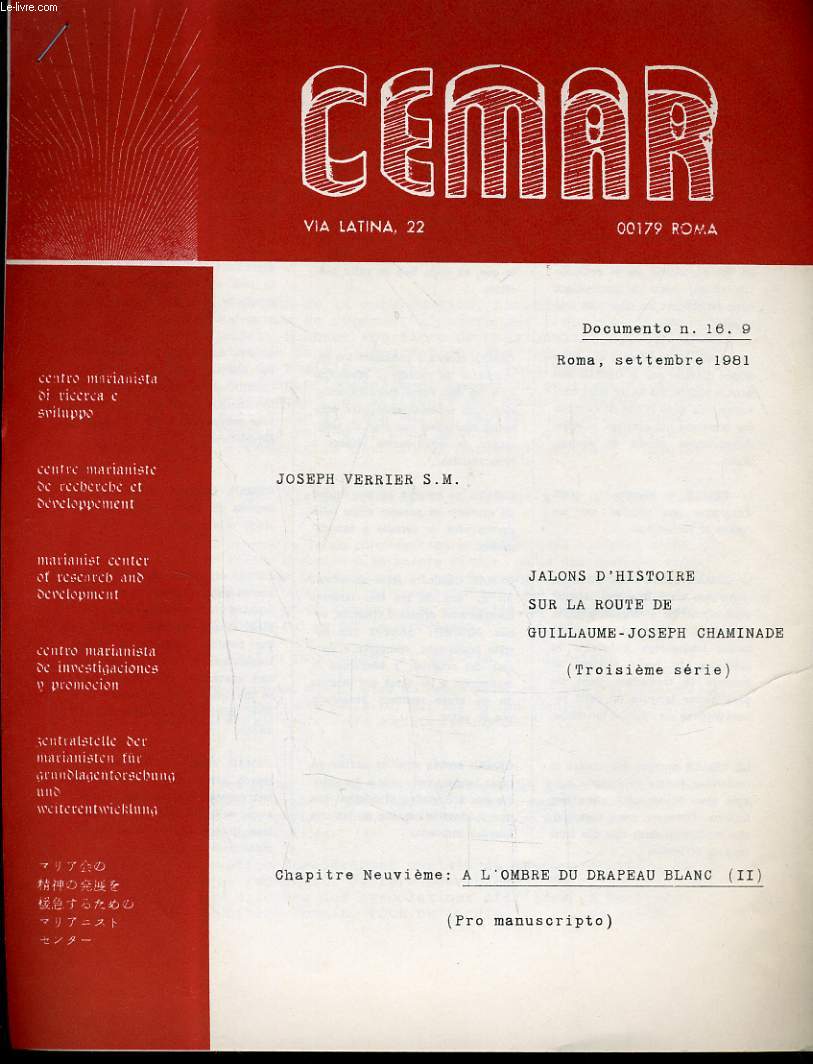 Le-livre.com
CEMAR
VIA LATINA, 22 00179 ROMA
Documento n. 16. 9
Roma, settembre 1981
centro marianista
di ricerca e
sviluppo
centre marianiste
de recherche et
développement
marianist center
of research and
development
centro marianista
de investigaciones
y promocion
zentralstelle der
marianisten für
grundlagenforschung
und
weiterentwicklung
マリア会の
精神の発展を
するための
マリアニスト
センター
JOSEPH VERRIER S.M.
JALONS D'HISTOIRE
SUR LA ROUTE DE
GUILLAUME-JOSEPH CHAMINADE
(Troisième série)
Chapitre Neuvième: A L'OMBRE DU DRAPEAU BLANC (II)
(Pro manuscripto)